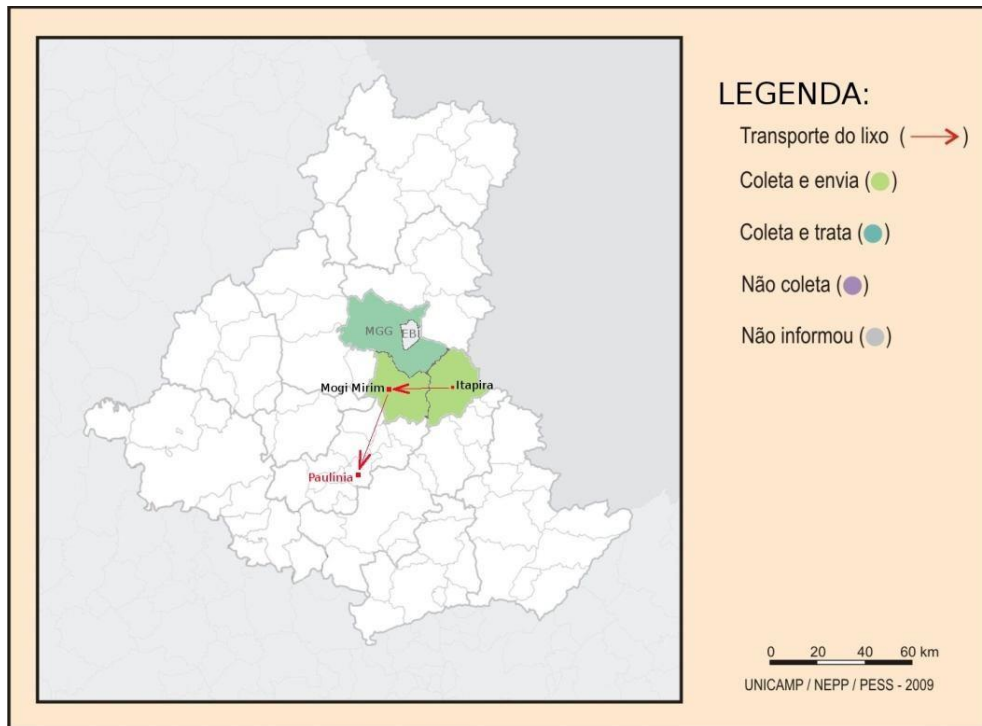 LEGENDA:
Transporte do lixo ( )
Coleta e envia ( )
Coleta e trata ( )
Não coleta ( )
Não informou ( )
MGG
EBI
Mogi Mirim
Itapira
Paulinia
0 20 40 60 km
UNICAMP / NEPP / PESS - 2009